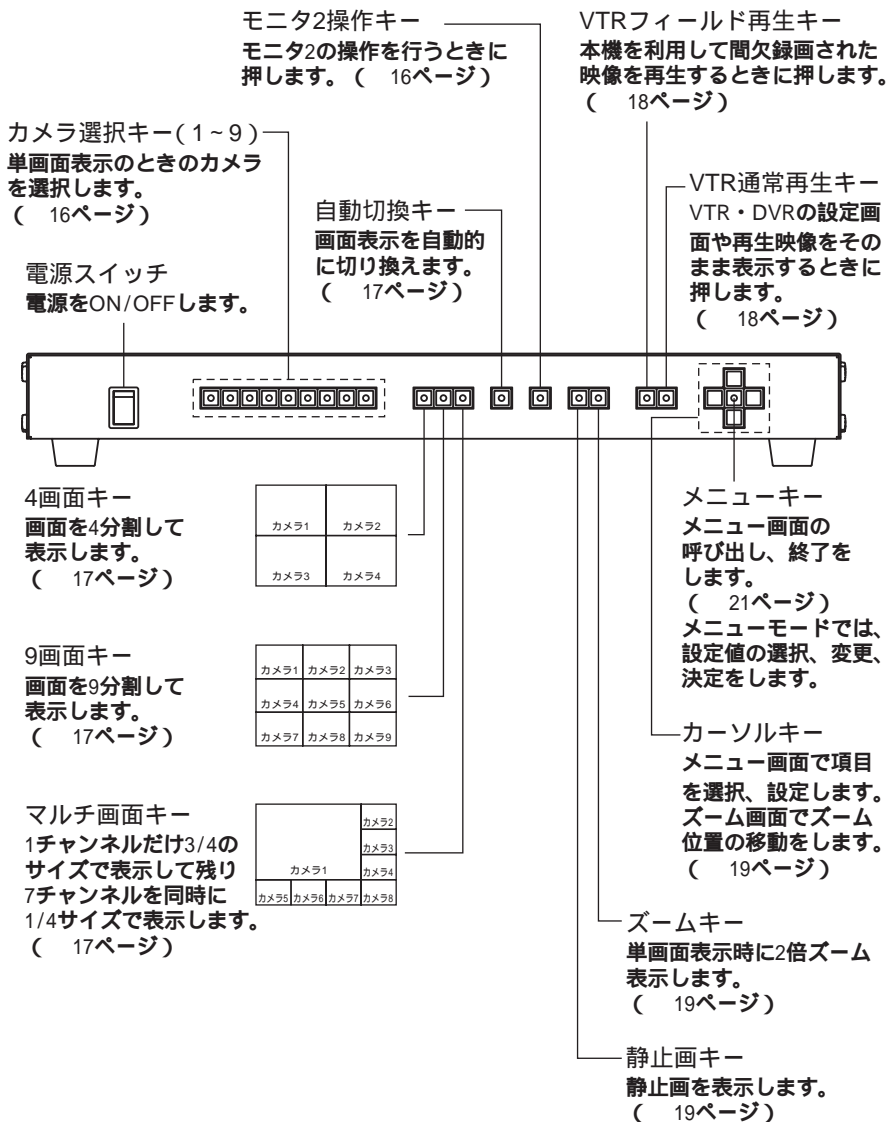 モニタ2操作キー
モニタ2の操作を行うときに
押します。(　16ページ)
VTRフィールド再生キー
本機を利用して間欠録画された
映像を再生するときに押します。
(　18ページ)
カメラ選択キー(1~9)
単画面表示のときのカメラ
を選択します。
(　16ページ)
自動切換キー
画面表示を自動的
に切り換えます。
(　17ページ)
VTR通常再生キー
VTR・DVRの設定画
面や再生映像をその
まま表示するときに
押します。
(　18ページ)
電源スイッチ
電源をON/OFFします。
4画面キー
画面を4分割して
表示します。
(　17ページ)
カメラ1 カメラ2
カメラ3 カメラ4
メニューキー
メニュー画面の
呼び出し、終了を
します。
(　21ページ)
メニューモードでは、
設定値の選択、変更、
決定をします。
9画面キー
画面を9分割して
表示します。
(　17ページ)
カメラ1 カメラ2 カメラ3
カメラ4 カメラ5 カメラ6
カメラ7 カメラ8 カメラ9
カーソルキー
メニュー画面で項目
を選択、設定します。
ズーム画面でズーム
位置の移動をします。
(　19ページ)
マルチ画面キー
1チャンネルだけ3/4の
サイズで表示して残り
7チャンネルを同時に
1/4サイズで表示します。
(　17ページ)
カメラ2
カメラ3
カメラ1 カメラ4
カメラ5 カメラ6 カメラ7 カメラ8
ズームキー
単画面表示時に2倍ズーム
表示します。
(　19ページ)
静止画キー
静止画を表示します。
(　19ページ)